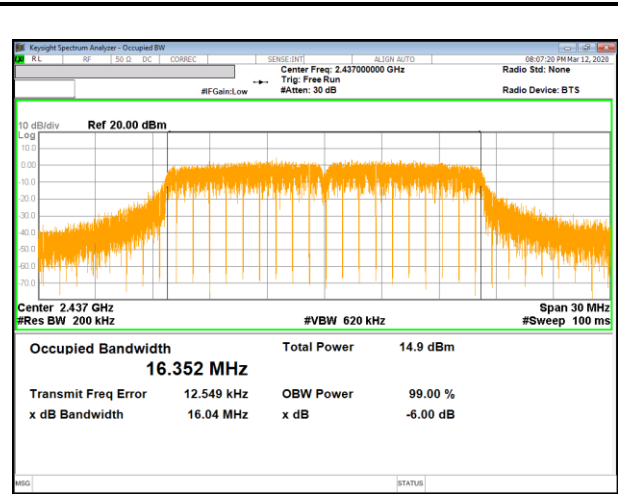 Keysight Spectrum Analyzer - Occupied BW
RL RF 50 Ω DC CORREC SENSE:INT ALIGN AUTO 08:07:20 PM Mar 12, 2020
Center Freq: 2.437000000 GHz Radio Std: None
Trig: Free Run
#IFGain:Low #Atten: 30 dB Radio Device: BTS
10 dB/div Ref 20.00 dBm
Log
10.0
0.00
-10.0
-20.0
-30.0
-40.0
-50.0
-60.0
-70.0
Center 2.437 GHz Span 30 MHz
#Res BW 200 kHz #VBW 620 kHz #Sweep 100 ms
Occupied Bandwidth Total Power 14.9 dBm
16.352 MHz
Transmit Freq Error 12.549 kHz OBW Power 99.00 %
x dB Bandwidth 16.04 MHz x dB -6.00 dB
MSG STATUS